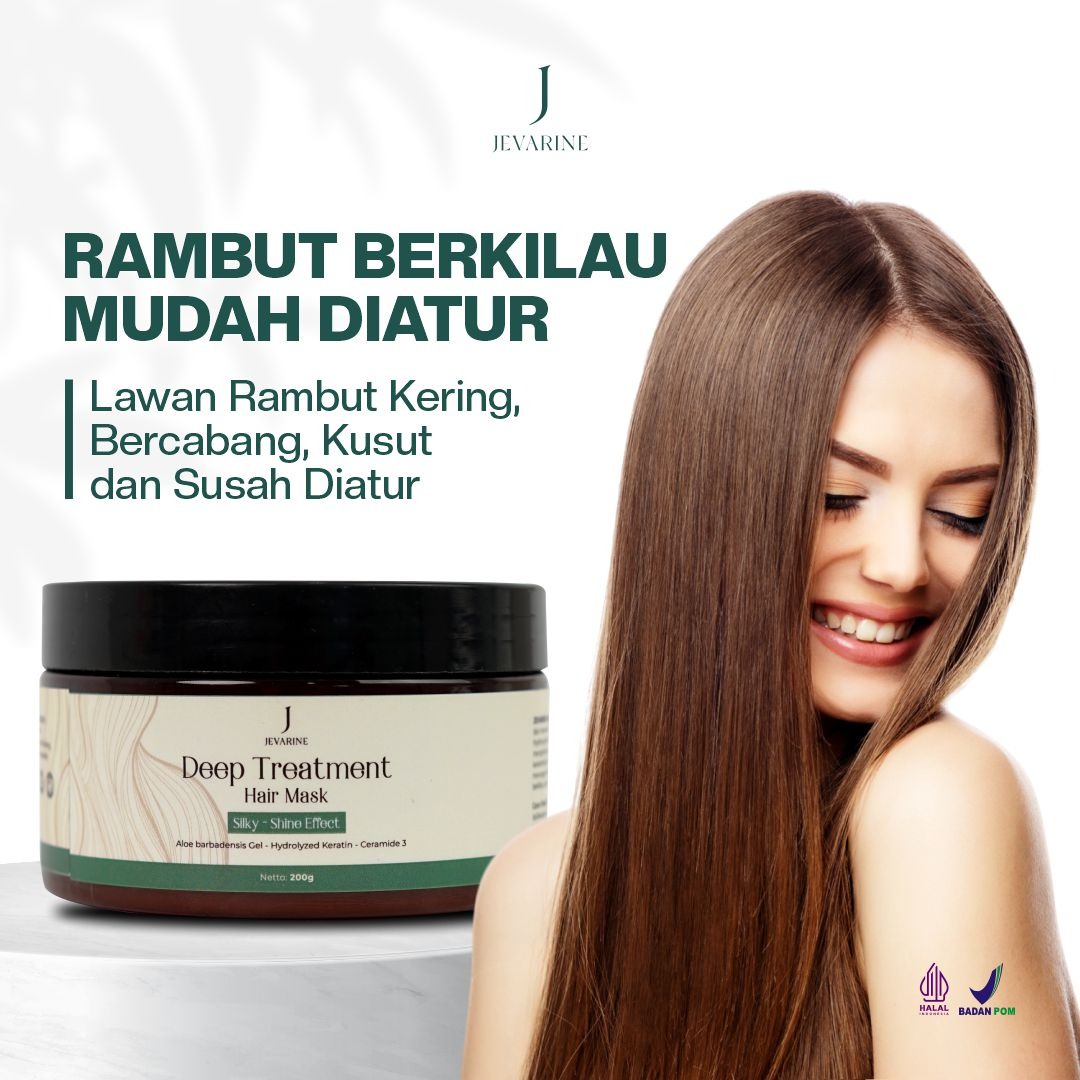 J
JEVARINE
RAMBUT BERKILAU
MUDAH DIATUR
Lawan Rambut Kering,
Bercabang, Kusut
dan Susah Diatur
J
JEVARINE
Deep Treatment
Hair Mask
Silky - Shine Effect
Aloe barbadensis Gel - Hydrolyzed Keratin - Ceramide 3
Netto: 200g
HALAL
INDONESIA
BADAN POM